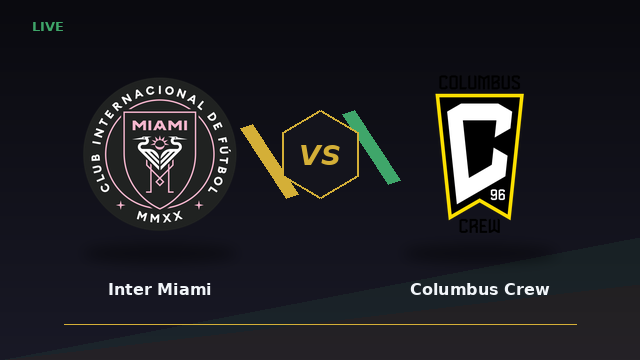 LIVE
CLUB INTERNACIONAL DE FÚTBOL
MIAMI
MMXX
VS
COLUMBUS
96
CREW
Inter Miami
Columbus Crew